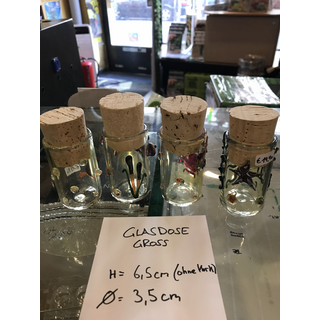 GLASDOSE
GROSS
H = 6,5cm (ohne Kork)
Ø = 3,5cm